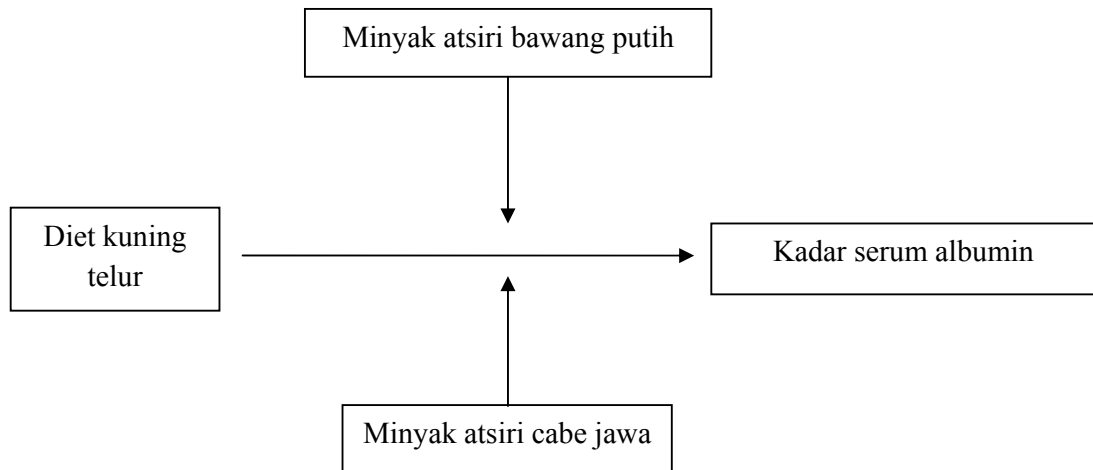 Minyak atsiri bawang putih
Diet kuning
telur
Kadar serum albumin
Minyak atsiri cabe jawa